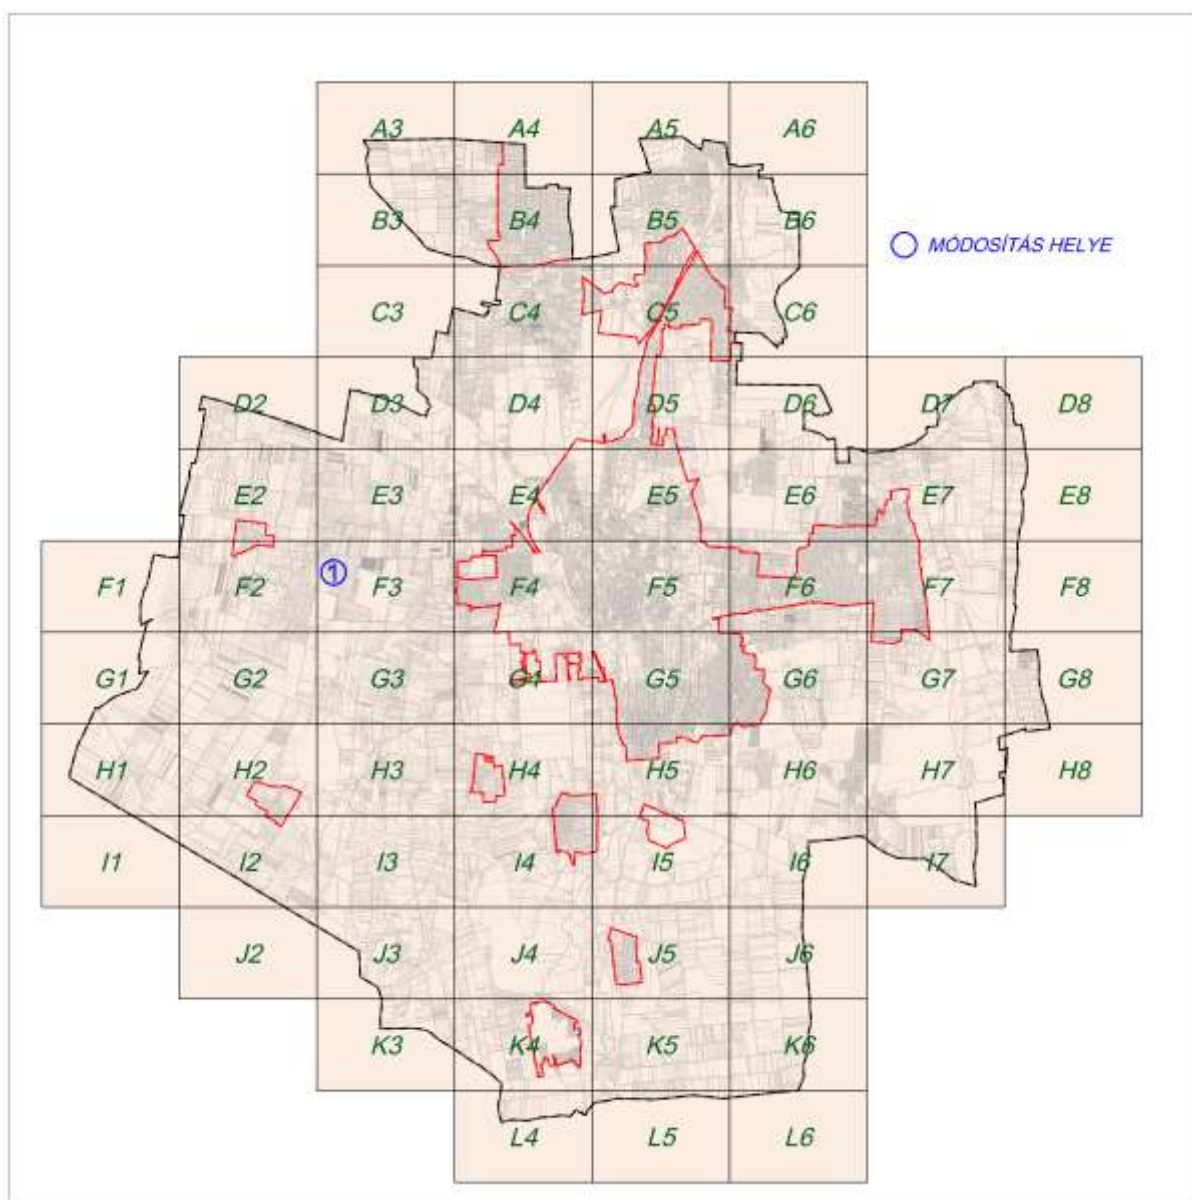 A3 A4 A5 A6
B3 B4 B5 B6
MÓDOSÍTÁS HELYE
C3 C4 C5 C6
D2 D3 D4 D5 D6 D7 D8
E2 E3 E4 E5 E6 E7 E8
1
F1 F2 F3 F4 F5 F6 F7 F8
G1 G2 G3 G4 G5 G6 G7 G8
H1 H2 H3 H4 H5 H6 H7 H8
I1 I2 I3 I4 I5 I6 I7
J2 J3 J4 J5 J6
K3 K4 K5 K6
L4 L5 L6